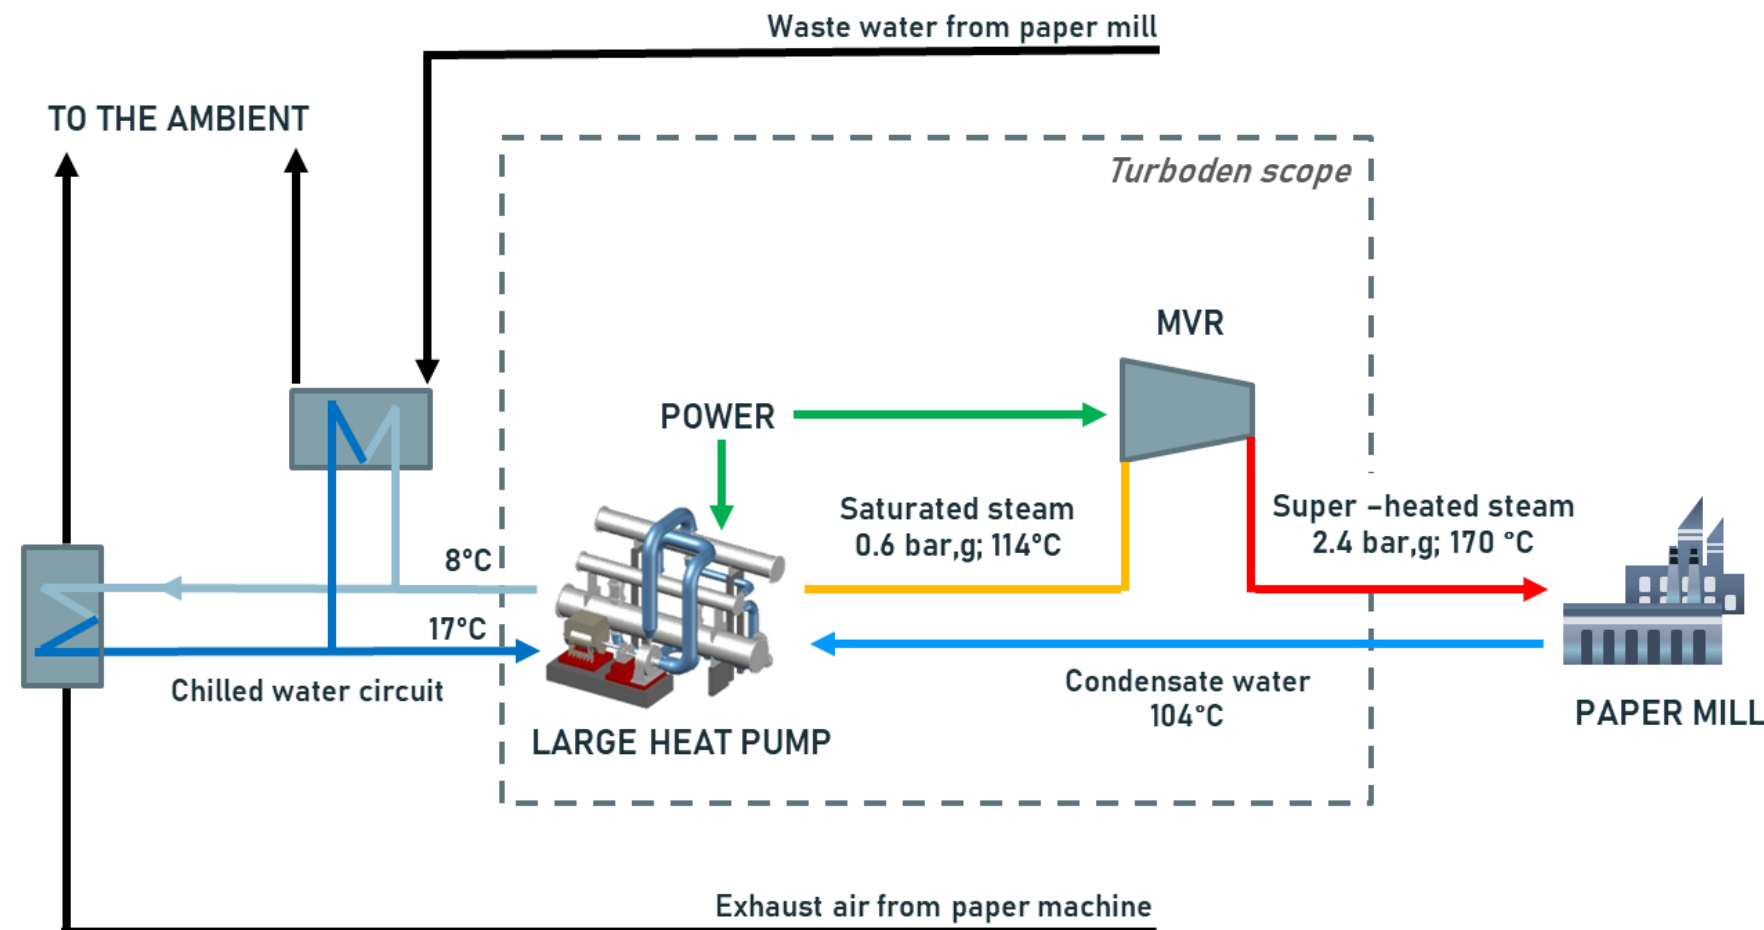 Waste water from paper mill
TO THE AMBIENT
Turboden scope
MVR
POWER
Saturated steam
0.6 bar,g; 114°C
Super –heated steam
2.4 bar,g; 170 °C
8°C
17°C
Chilled water circuit
Condensate water
104°C
LARGE HEAT PUMP
PAPER MILL
Exhaust air from paper machine